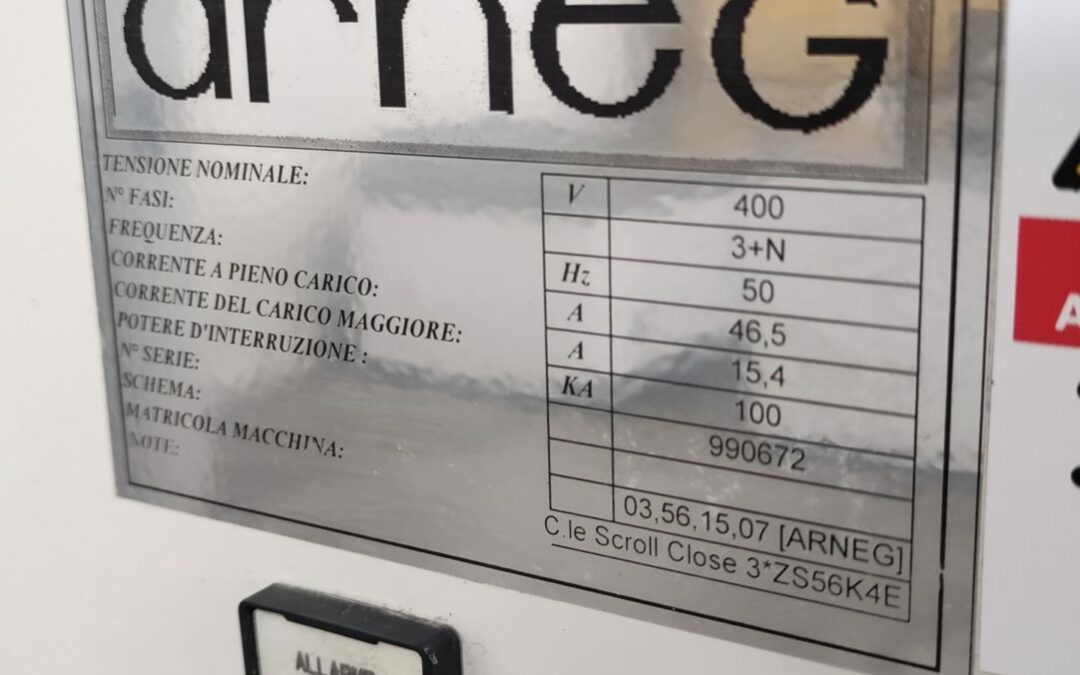 arneG
TENSIONE NOMINALE: V 400
N° FASI: 3+N
FREQUENZA: Hz 50
CORRENTE A PIENO CARICO: A 46,5
CORRENTE DEL CARICO MAGGIORE: A 15,4
POTERE D'INTERRUZIONE : KA 100
N° SERIE: 990672
SCHEMA:
MATRICOLA MACCHINA: 03,56,15,07 [ARNEG]
NOTE: C.le Scroll Close 3*ZS56K4E
A